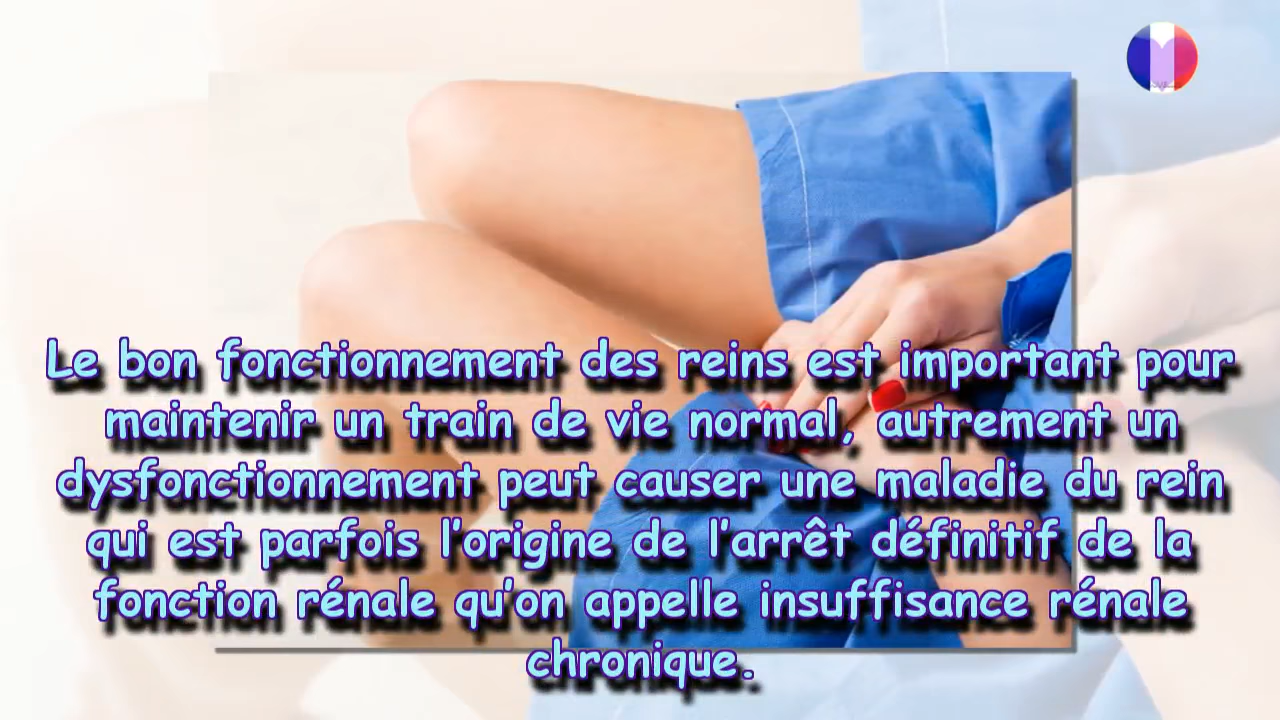 Le bon fonctionnement des reins est important pour
maintenir un train de vie normal, autrement un
dysfonctionnement peut causer une maladie du rein
qui est parfois l’origine de l’arrêt définitif de la
fonction rénale qu’on appelle insuffisance rénale
chronique.